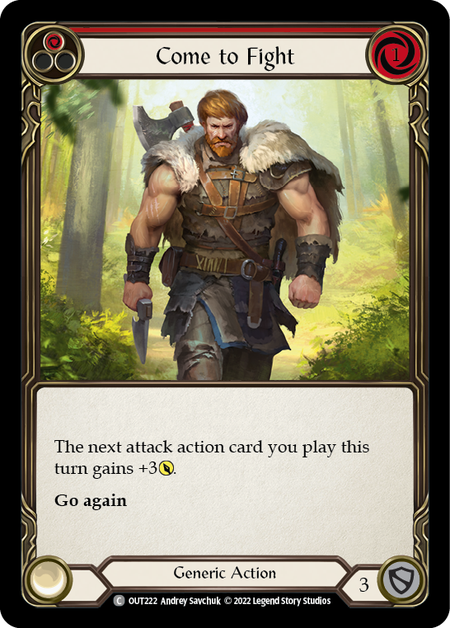 Come to Fight
1
The next attack action card you play this
turn gains +3.
Go again
Generic Action
3
C OUT222 Andrey Savchuk © 2022 Legend Story Studios